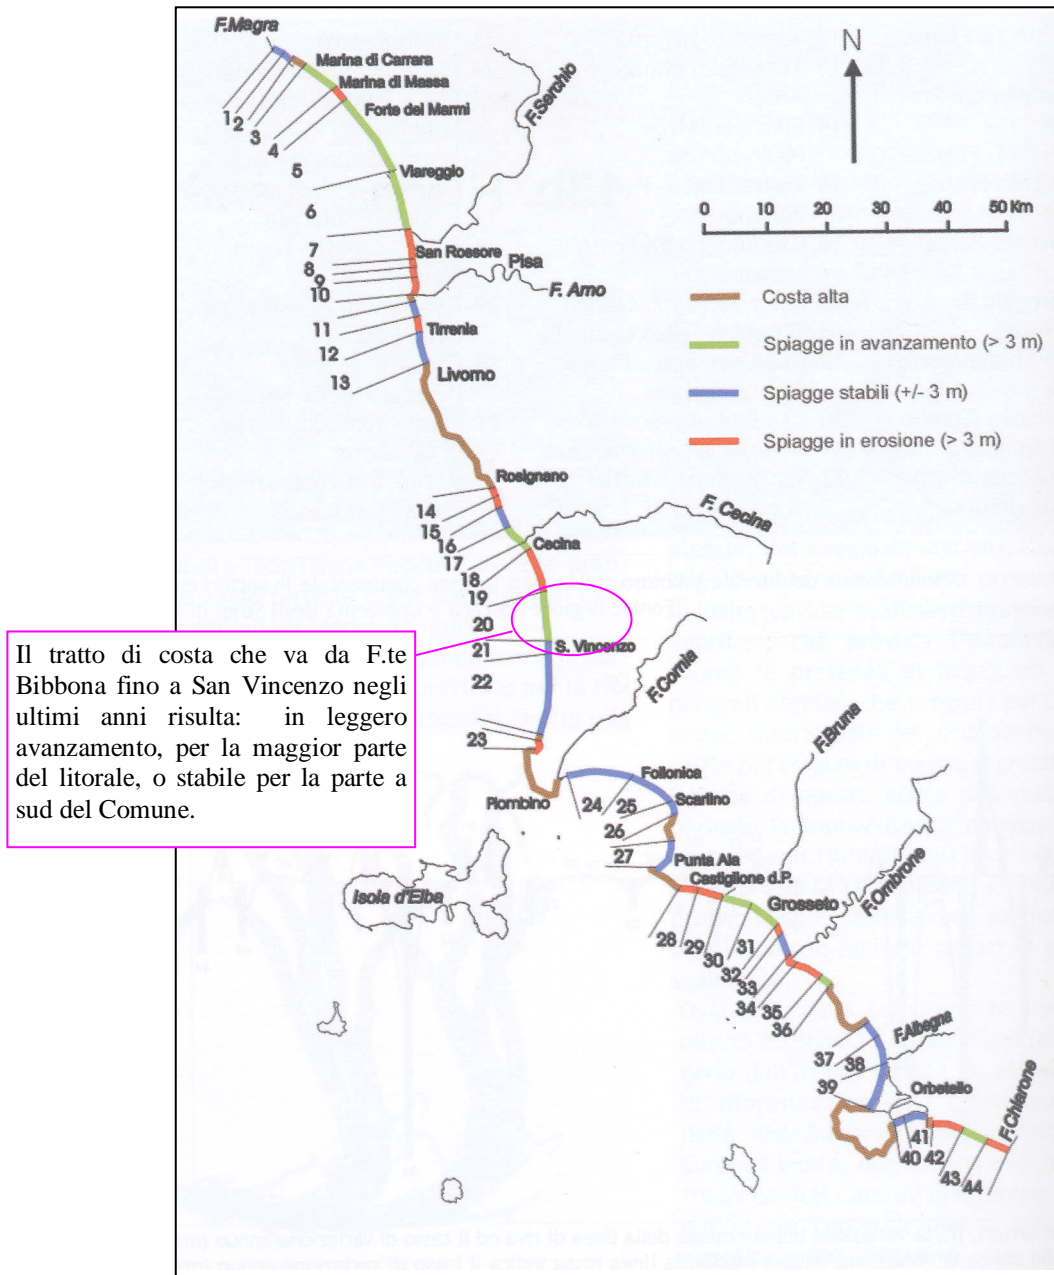 F.Magra
Marina di Carrara
Marina di Massa
Forte dei Marmi
F.Serchio
N
1
2
3
4
5
Viareggio
6
0 10 20 30 40 50 Km
7
San Rossore
8
Pisa
9
F. Arno
10
Costa alta
11
Tirrenia
12
Spiagge in avanzamento (> 3 m)
13
Livorno
Spiagge stabili (+/- 3 m)
Spiagge in erosione (> 3 m)
Rosignano
14
F. Cecina
15
16
Cecina
17
18
19
20
S. Vincenzo
21
22
F.Cornia
23
Il tratto di costa che va da F.te
Bibbona fino a San Vincenzo negli
ultimi anni risulta: in leggero
avanzamento, per la maggior parte
del litorale, o stabile per la parte a
sud del Comune.
F.Bruna
Follonica
Piombino
24
25
Scarlino
26
27
Punta Ala
Castiglione d.P.
Isola d'Elba
Grosseto
F.Ombrone
28
29
30
31
32
33
34
35
36
37
38
F.Albegna
39
Orbetello
F.Chiarone
40
41
42
43
44